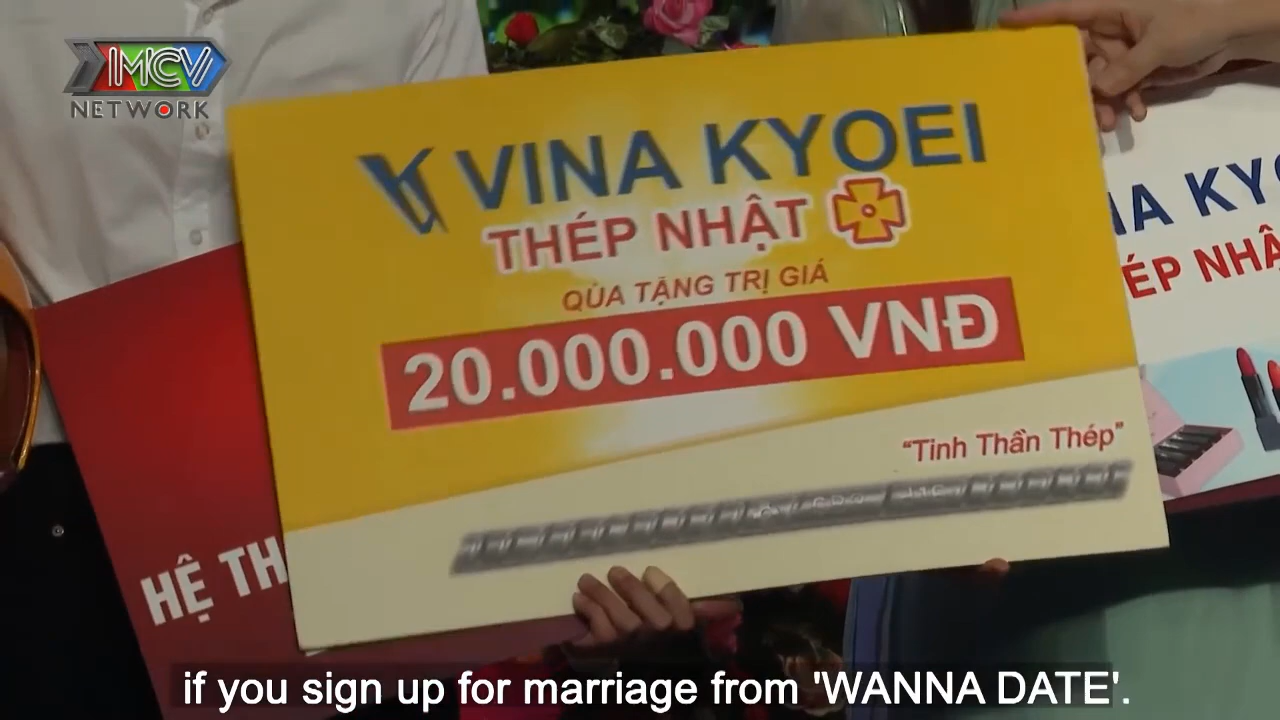 MCV
NETWORK
VINA KYOEI
THÉP NHẬT
QÙA TẶNG TRỊ GIÁ
20.000.000 VNĐ
"Tinh Thần Thép"
HỆ TH
NA KYO
ÉP NHẬ
if you sign up for marriage from 'WANNA DATE'.